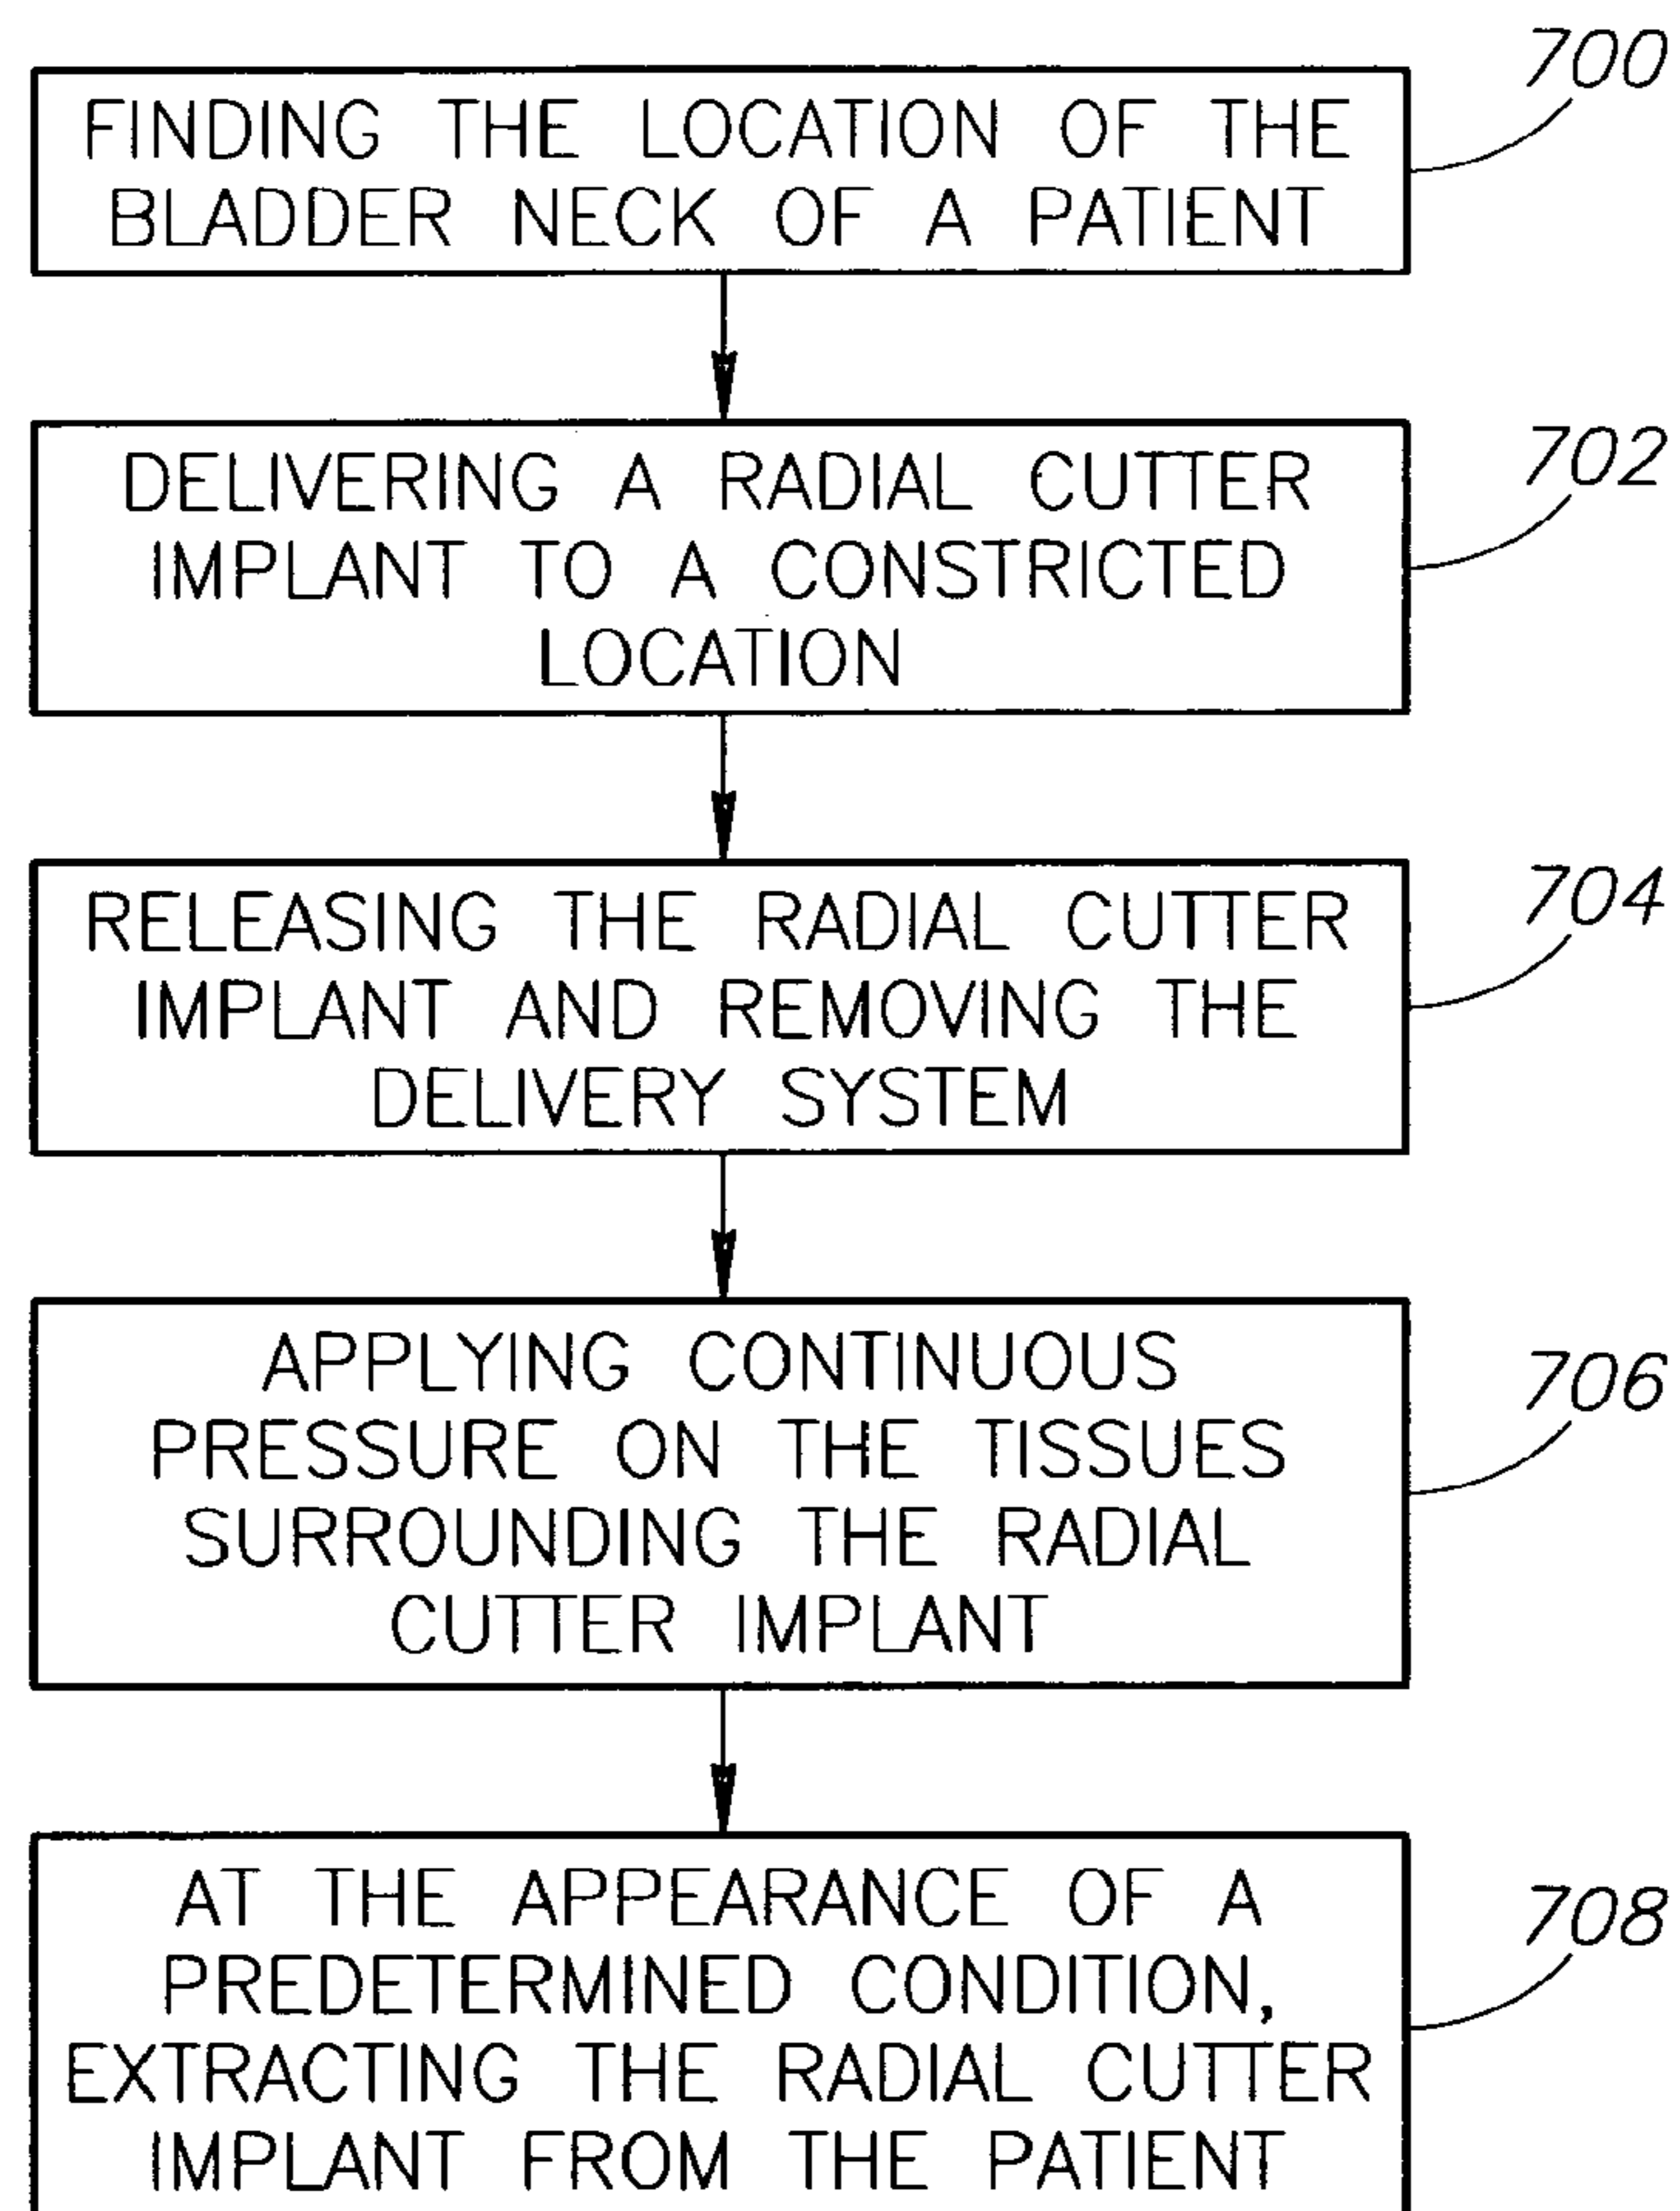 700
FINDING THE LOCATION OF THE
BLADDER NECK OF A PATIENT
702
DELIVERING A RADIAL CUTTER
IMPLANT TO A CONSTRICTED
LOCATION
704
RELEASING THE RADIAL CUTTER
IMPLANT AND REMOVING THE
DELIVERY SYSTEM
706
APPLYING CONTINUOUS
PRESSURE ON THE TISSUES
SURROUNDING THE RADIAL
CUTTER IMPLANT
708
AT THE APPEARANCE OF A
PREDETERMINED CONDITION,
EXTRACTING THE RADIAL CUTTER
IMPLANT FROM THE PATIENT